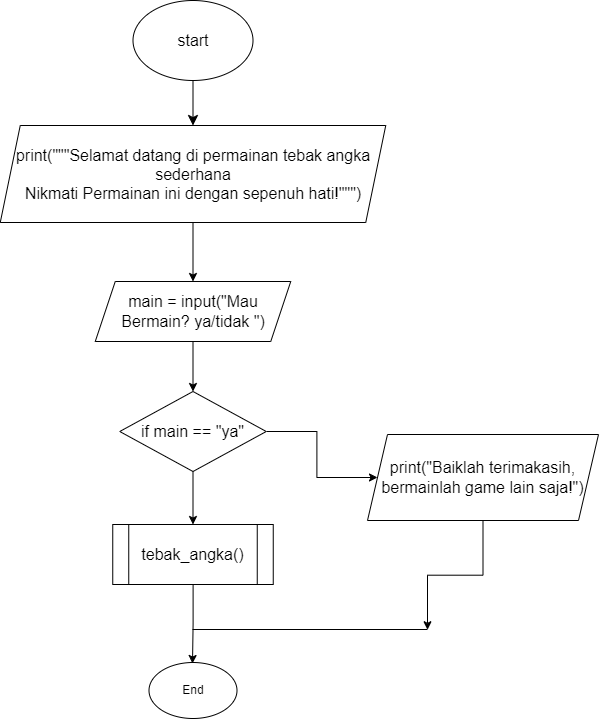 start
print("""Selamat datang di permainan tebak angka
sederhana
Nikmati Permainan ini dengan sepenuh hati!""")
main = input("Mau
Bermain? ya/tidak ")
if main == "ya"
print("Baiklah terimakasih,
bermainlah game lain saja!")
tebak_angka()
End